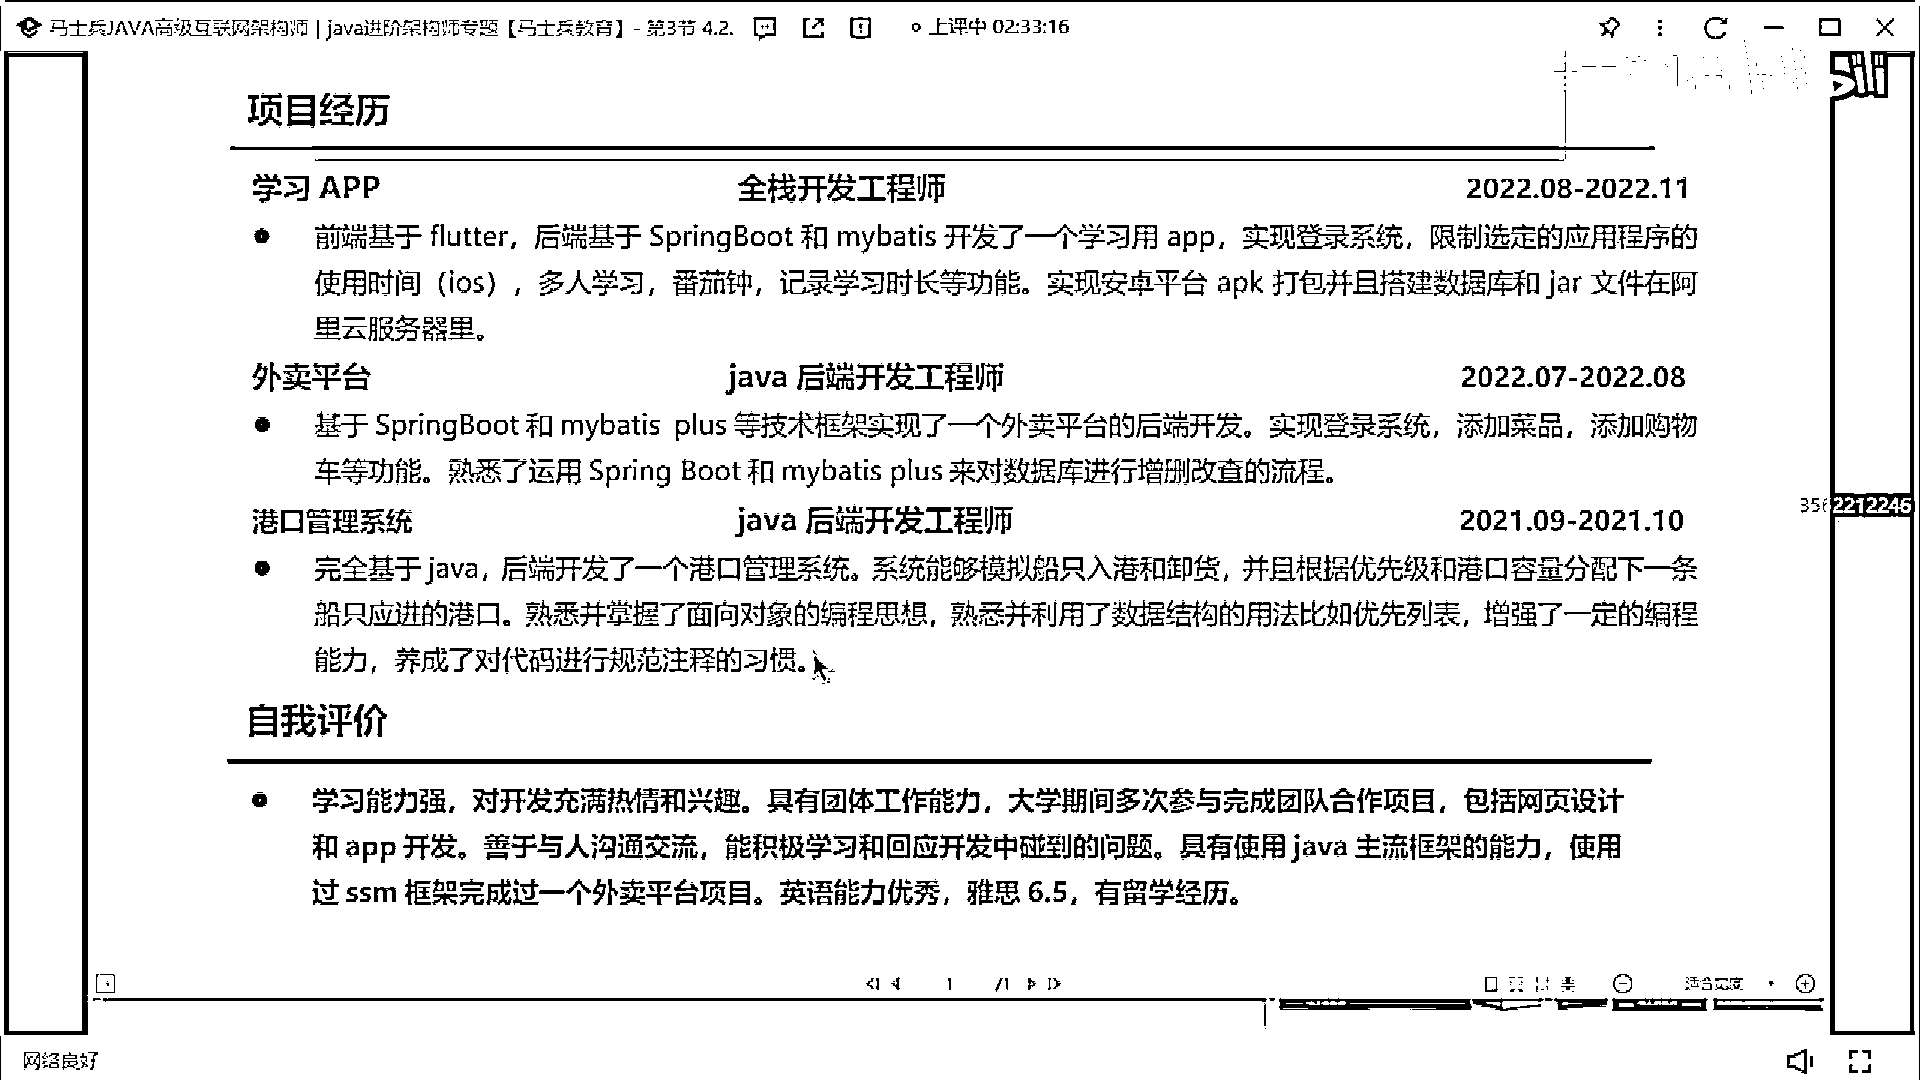 马士兵JAVA高级互联网架构师 | java进阶架构师专题【马士兵教育】- 第3节 4.2. 上课中 02:33:16
项目经历
学习 APP 全栈开发工程师 2022.08-2022.11
前端基于 flutter，后端基于 SpringBoot 和 mybatis 开发了一个学习用 app，实现登录系统，限制选定的应用程序的
使用时间（ios），多人学习，番茄钟，记录学习时长等功能。实现安卓平台 apk 打包并且搭建数据库和 jar 文件在阿
里云服务器里。
外卖平台 java 后端开发工程师 2022.07-2022.08
基于 SpringBoot 和 mybatis plus 等技术框架实现了一个外卖平台的后端开发。实现登录系统，添加菜品，添加购物
车等功能。熟悉了运用 Spring Boot 和 mybatis plus 来对数据库进行增删改查的流程。
港口管理系统 java 后端开发工程师 2021.09-2021.10
完全基于 java，后端开发了一个港口管理系统。系统能够模拟船只入港和卸货，并且根据优先级和港口容量分配下一条
船只应进的港口。熟悉并掌握了面向对象的编程思想，熟悉并利用了数据结构的用法比如优先列表，增强了一定的编程
能力，养成了对代码进行规范注释的习惯。
3562212246
自我评价
学习能力强，对开发充满热情和兴趣。具有团体工作能力，大学期间多次参与完成团队合作项目，包括网页设计
和 app 开发。善于与人沟通交流，能积极学习和回应开发中碰到的问题。具有使用 java 主流框架的能力，使用
过 ssm 框架完成过一个外卖平台项目。英语能力优秀，雅思 6.5，有留学经历。
1 /1 适合宽度
网络良好